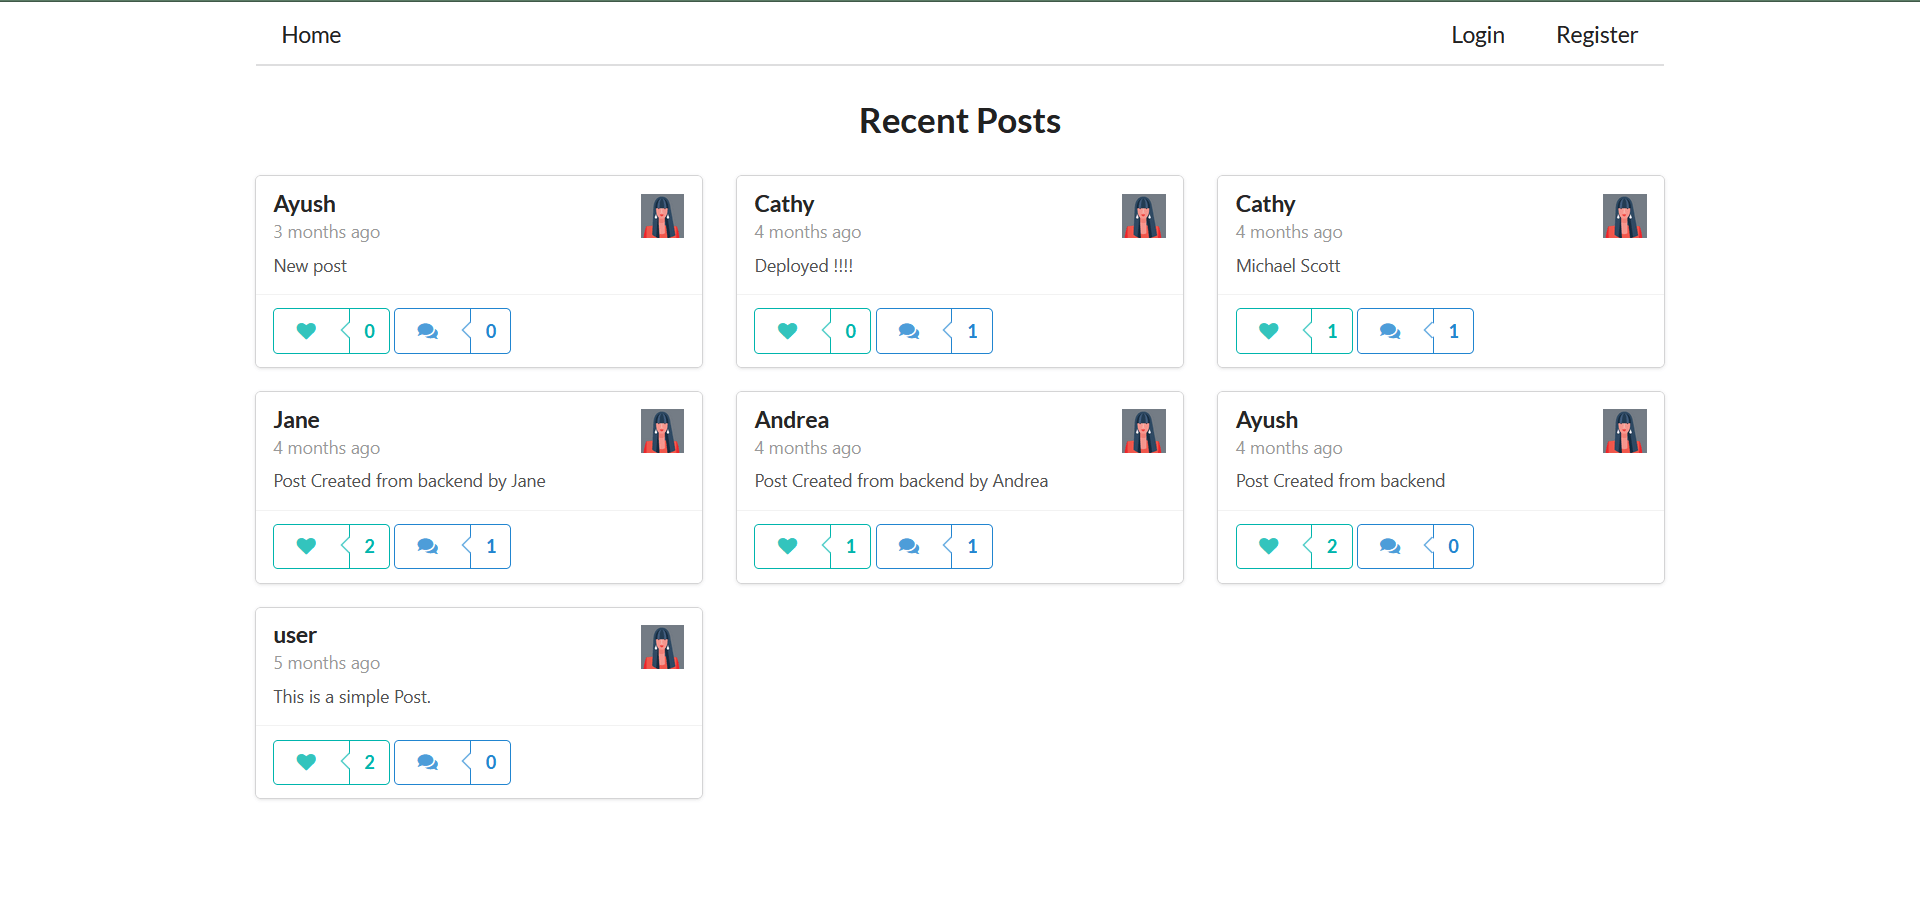 Home Login Register
Recent Posts
Ayush
3 months ago
New post
0 0
Cathy
4 months ago
Deployed !!!!
0 1
Cathy
4 months ago
Michael Scott
1 1
Jane
4 months ago
Post Created from backend by Jane
2 1
Andrea
4 months ago
Post Created from backend by Andrea
1 1
Ayush
4 months ago
Post Created from backend
2 0
user
5 months ago
This is a simple Post.
2 0